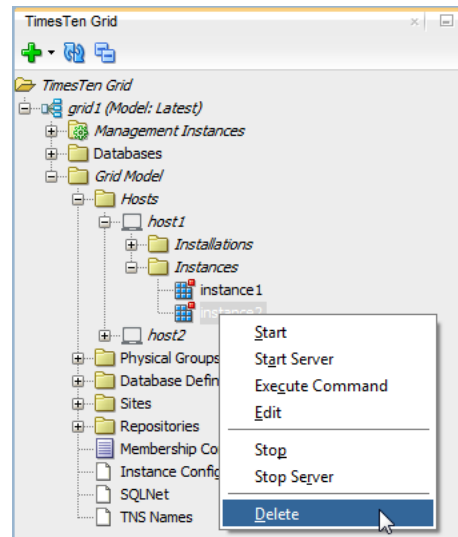 TimesTen Grid
TimesTen Grid
grid1 (Model: Latest)
Management Instances
Databases
Grid Model
Hosts
host1
Installations
Instances
instance1
instance2
host2
Physical Groups
Database Defin
Sites
Repositories
Membership Co
Instance Config
SQLNet
TNS Names
Start
Start Server
Execute Command
Edit
Stop
Stop Server
Delete